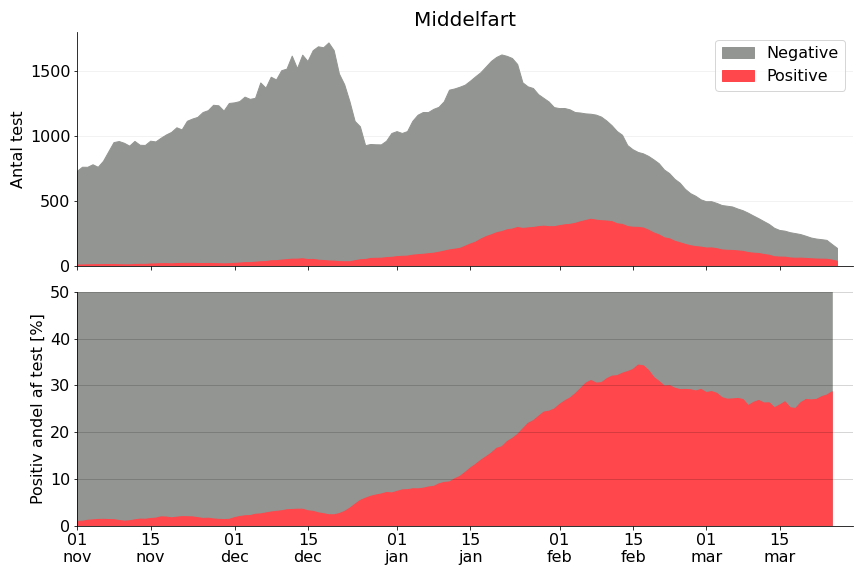 Middelfart
Negative
Positive
Antal test
1500
1000
500
0
Positiv andel af test [%]
50
40
30
20
10
0
01 15 01 15 01 15 01 15 01 15
nov nov dec dec jan jan feb feb mar mar